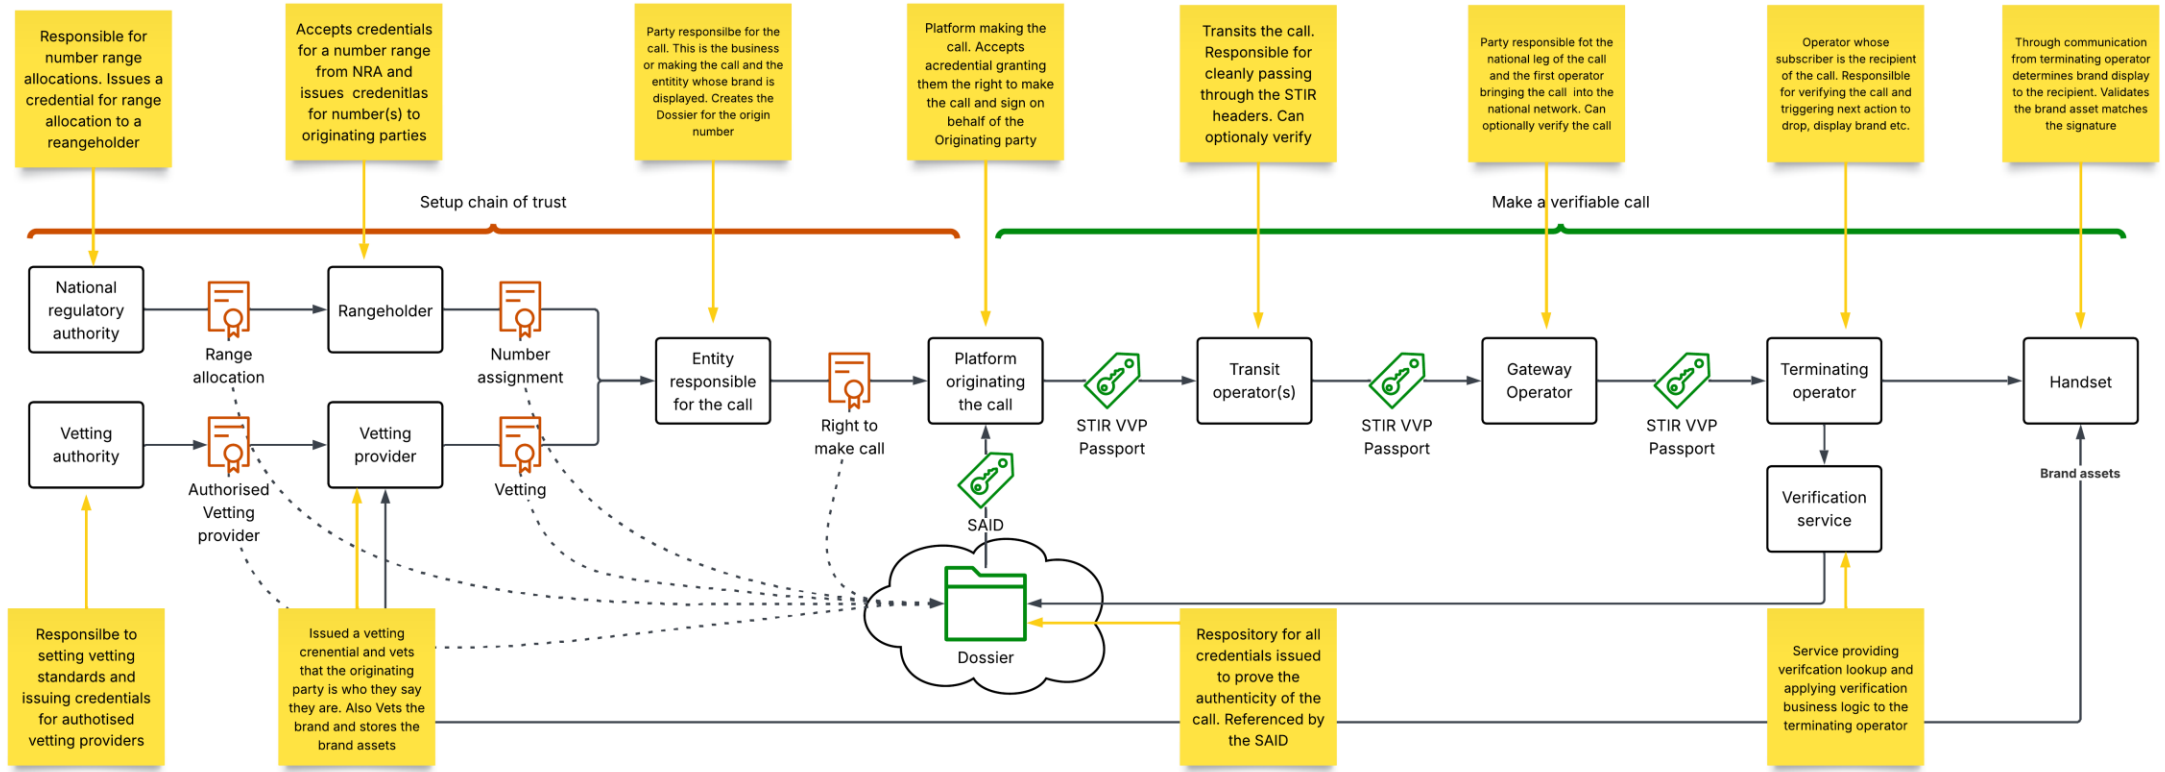 Responsible for
number range
allocations. Issues a
credential for range
allocation to a
reangeholder
Accepts credentials
for a number range
from NRA and
issues credenitlas
for number(s) to
originating parties
Party responsilbe for the
call. This is the business
or making the call and the
entitity whose brand is
displayed. Creates the
Dossier for the origin
number
Platform making the
call. Accepts
acredential granting
them the right to make
the call and sign on
behalf of the
Originating party
Transits the call.
Responsible for
cleanly passing
through the STIR
headers. Can
optionaly verify
Party responsible fot the
national leg of the call
and the first operator
bringing the call into the
national network. Can
optionally verify the call
Operator whose
subscriber is the recipient
of the call. Responsilble
for verifying the call and
triggering next action to
drop, display brand etc.
Through communication
from terminating operator
determines brand display
to the recipient. Validates
the brand asset matches
the signature
Setup chain of trust
Make a verifiable call
National
regulatory
authority
Range
allocation
Rangeholder
Number
assignment
Vetting
authority
Authorised
Vetting
provider
Vetting
provider
Vetting
Entity
responsible
for the call
Right to
make call
Platform
originating
the call
STIR VVP
Passport
Transit
operator(s)
STIR VVP
Passport
Gateway
Operator
STIR VVP
Passport
Terminating
operator
Handset
Brand assets
Verification
service
SAID
Dossier
Responsilbe to
setting vetting
standards and
issuing credentials
for authotised
vetting providers
Issued a vetting
crenential and vets
that the originating
party is who they say
they are. Also Vets the
brand and stores the
brand assets
Respository for all
credentials issued
to prove the
authenticity of the
call. Referenced by
the SAID
Service providing
verifcation lookup and
applying verification
business logic to the
terminating operator